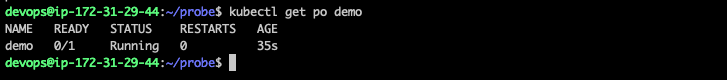 devops@ip-172-31-29-44:~/probe$ kubectl get po demo
NAME   READY   STATUS    RESTARTS   AGE
demo   0/1     Running   0          35s
devops@ip-172-31-29-44:~/probe$